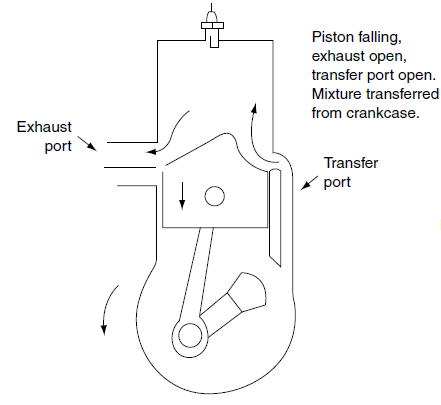 Piston falling,
exhaust open,
transfer port open.
Mixture transferred
from crankcase.
Exhaust
port
Transfer
port